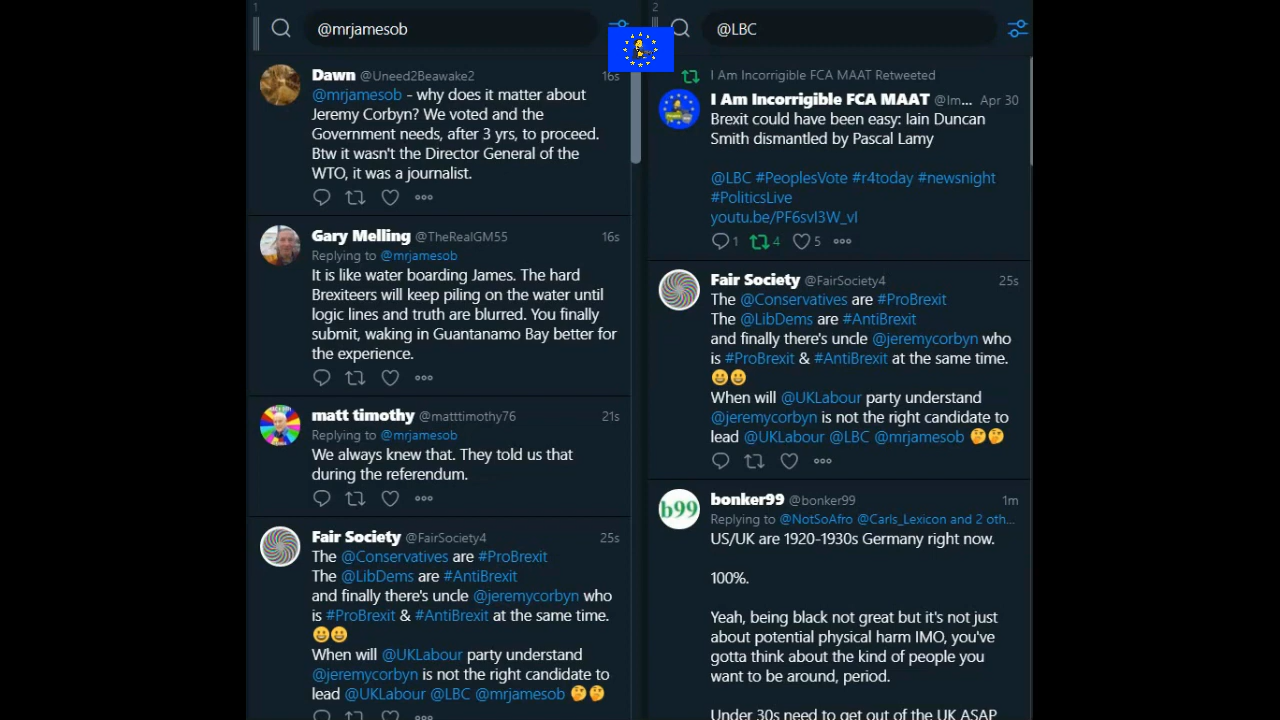 1
@mrjamesob
Dawn @Uneed2Beawake2 16s
@mrjamesob - why does it matter about
Jeremy Corbyn? We voted and the
Government needs, after 3 yrs, to proceed.
Btw it wasn't the Director General of the
WTO, it was a journalist.
Gary Melling @TheRealGM55 16s
Replying to @mrjamesob
It is like water boarding James. The hard
Brexiteers will keep piling on the water until
logic lines and truth are blurred. You finally
submit, waking in Guantanamo Bay better for
the experience.
matt timothy @matttimothy76 21s
Replying to @mrjamesob
We always knew that. They told us that
during the referendum.
Fair Society @FairSociety4 25s
The @Conservatives are #ProBrexit
The @LibDems are #AntiBrexit
and finally there's uncle @jeremycorbyn who
is #ProBrexit & #AntiBrexit at the same time.
😀😀
When will @UKLabour party understand
@jeremycorbyn is not the right candidate to
lead @UKLabour @LBC @mrjamesob 🤔🤔
2
@LBC
I Am Incorrigible FCA MAAT Retweeted
I Am Incorrigible FCA MAAT @Im... Apr 30
Brexit could have been easy: Iain Duncan
Smith dismantled by Pascal Lamy
@LBC #PeoplesVote #r4today #newsnight
#PoliticsLive
youtu.be/PF6svI3W_vI
1 4 5
Fair Society @FairSociety4 25s
The @Conservatives are #ProBrexit
The @LibDems are #AntiBrexit
and finally there's uncle @jeremycorbyn who
is #ProBrexit & #AntiBrexit at the same time.
😀😀
When will @UKLabour party understand
@jeremycorbyn is not the right candidate to
lead @UKLabour @LBC @mrjamesob 🤔🤔
b99
bonker99 @bonker99 1m
Replying to @NotSoAfro @Carls_Lexicon and 2 oth...
US/UK are 1920-1930s Germany right now.
100%.
Yeah, being black not great but it's not just
about potential physical harm IMO, you've
gotta think about the kind of people you
want to be around, period.
Under 30s need to get out of the UK ASAP